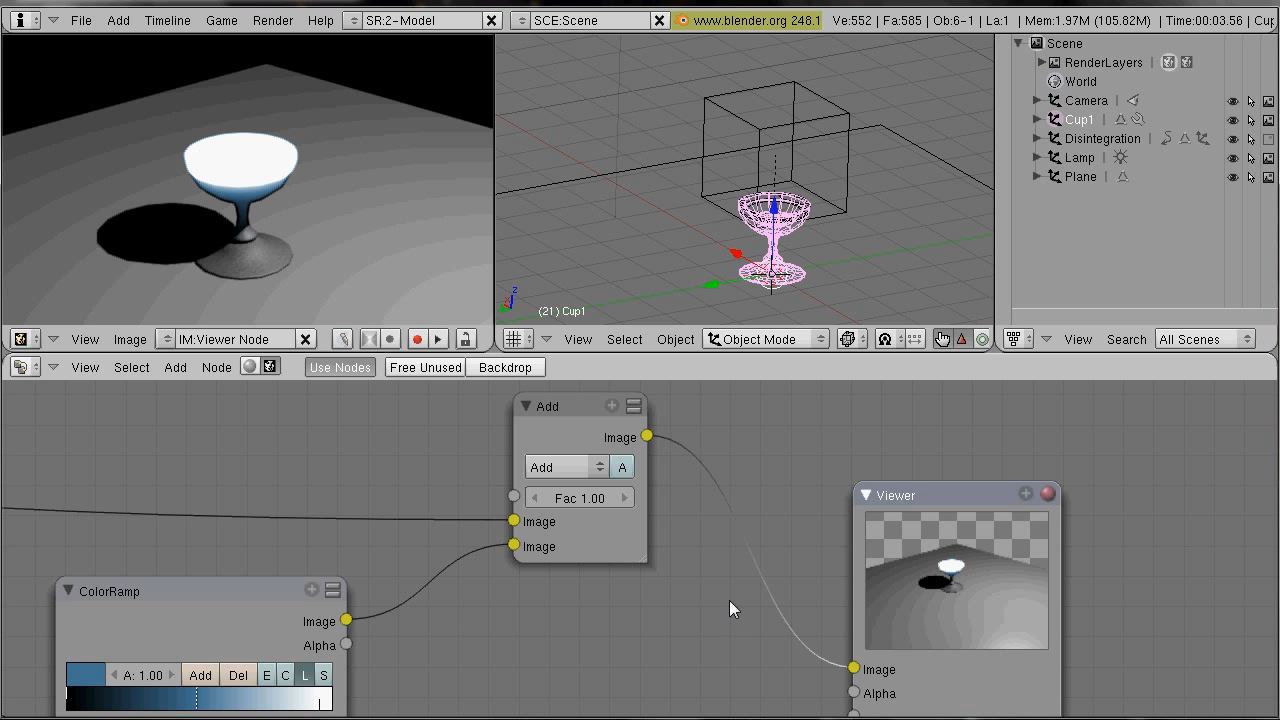 File Add Timeline Game Render Help SR:2-Model SCE:Scene www.blender.org 248.1 Ve:552 | Fa:585 | Ob:6-1 | La:1 | Mem:1.97M (109.82M) | Time:00:03.56 | Cup
(21) Cup1
z
Scene
RenderLayers
World
Camera
Cup1
Disintegration
Lamp
Plane
View Image IM:Viewer Node
View Select Object Object Mode
View Search All Scenes
View Select Add Node Use Nodes Free Unused Backdrop
Add
Image
Add A
Fac 1.00
Image
Image
ColorRamp
Image
Alpha
A: 1.00 Add Del E C L S
Viewer
Image
Alpha